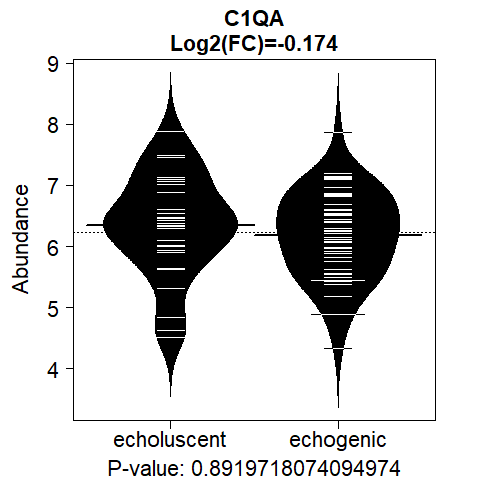 C1QA
Log2(FC)=-0.174
9
8
7
6
5
4
Abundance
echoluscent echogenic
P-value: 0.8919718074094974